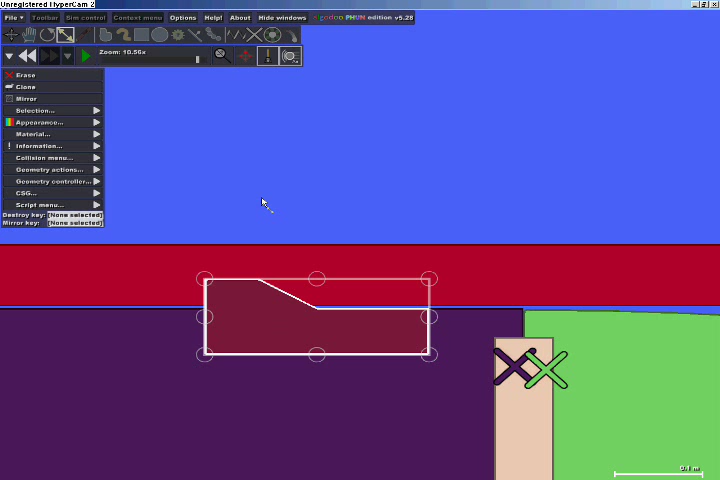 Unregistered HyperCam 2
File Toolbar Sim control Context menu Options Help! About Hide windows godoo PHUN edition v5.28
Zoom: 10.56x
Erase
Clone
Mirror
Selection...
Appearance...
Material...
Information...
Collision menu...
Geometry actions...
Geometry controller...
CSG...
Script menu...
Destroy key: [None selected]
Mirror key: [None selected]
0.1 m